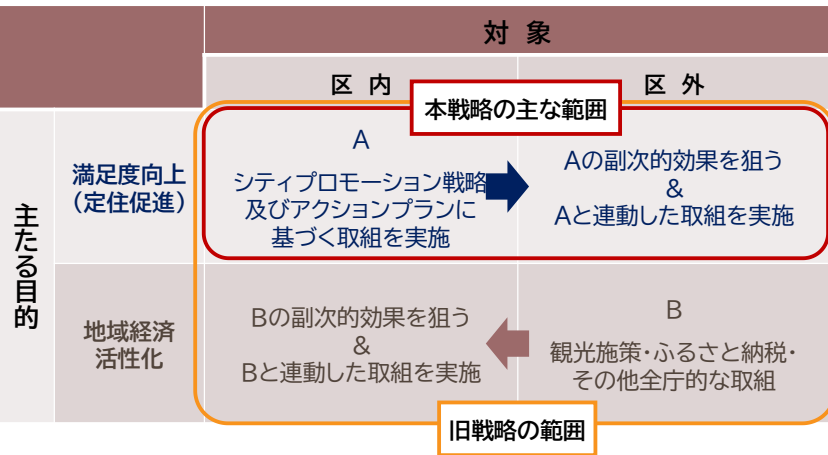 対 象
区 内
区 外
本戦略の主な範囲
主たる目的
満足度向上
（定住促進）
A
シティプロモーション戦略
及びアクションプランに
基づく取組を実施
Aの副次的効果を狙う
&
Aと連動した取組を実施
地域経済
活性化
Bの副次的効果を狙う
&
Bと連動した取組を実施
B
観光施策・ふるさと納税・
その他全庁的な取組
旧戦略の範囲